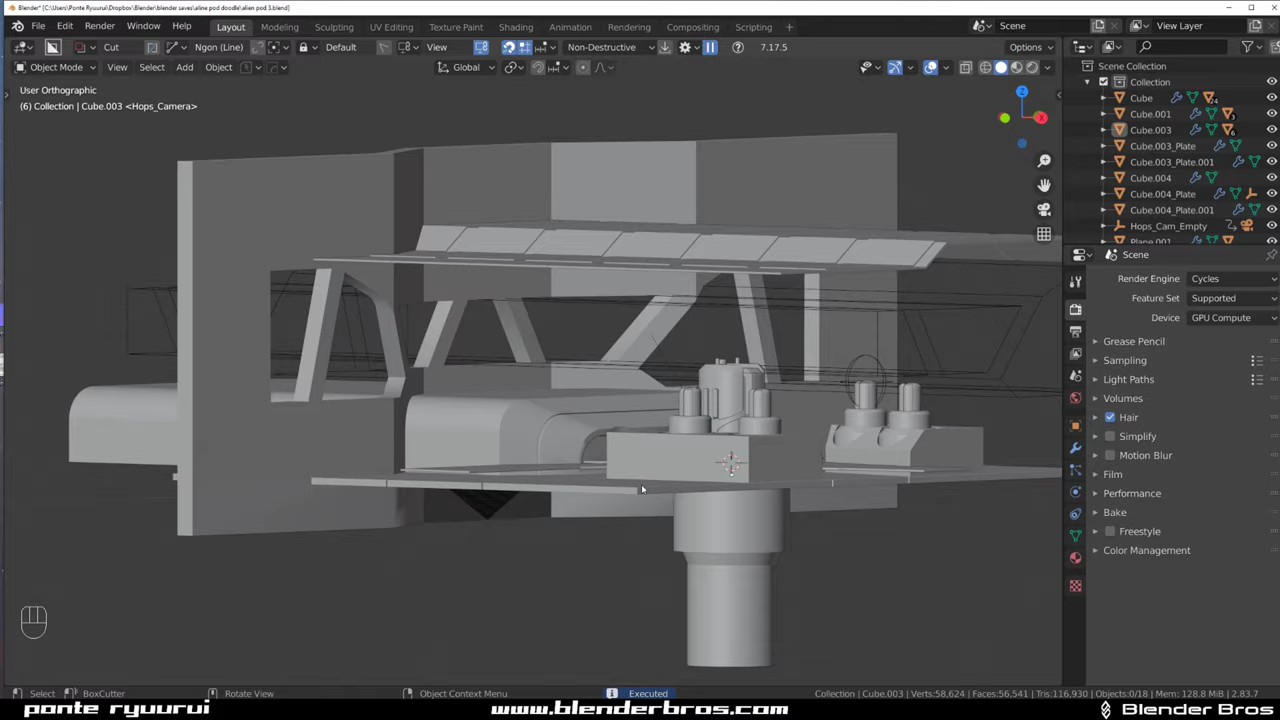 Blender* [C:\Users\Ponte Ryuurui\Dropbox\blender saves\aline pod doodle\alien pod 3.blend]
File Edit Render Window Help Layout Modeling Sculpting UV Editing Texture Paint Shading Animation Rendering Compositing Scripting + Scene View Layer
Cut Ngon (Line) Default View Non-Destructive 7.17.5 Options
Object Mode View Select Add Object Global
User Orthographic
(6) Collection | Cube.003 <Hops_Camera>
Z
X
Scene Collection
Collection
Cube 24
Cube.001 3
Cube.003 6
Cube.003_Plate
Cube.003_Plate.001
Cube.004
Cube.004_Plate
Cube.004_Plate.001
Hops_Cam_Empty
Plane.001
Scene
Render Engine Cycles
Feature Set Supported
Device GPU Compute
Grease Pencil
Sampling
Light Paths
Volumes
Hair
Simplify
Motion Blur
Film
Performance
Bake
Freestyle
Color Management
Select BoxCutter Rotate View Object Context Menu Executed Collection | Cube.003 | Verts:58,624 | Faces:56,541 | Tris:116,930 | Objects:0/18 | Mem: 128.8 MiB | 2.83.7
ponte ryuurui www.blenderbros.com Blender Bros